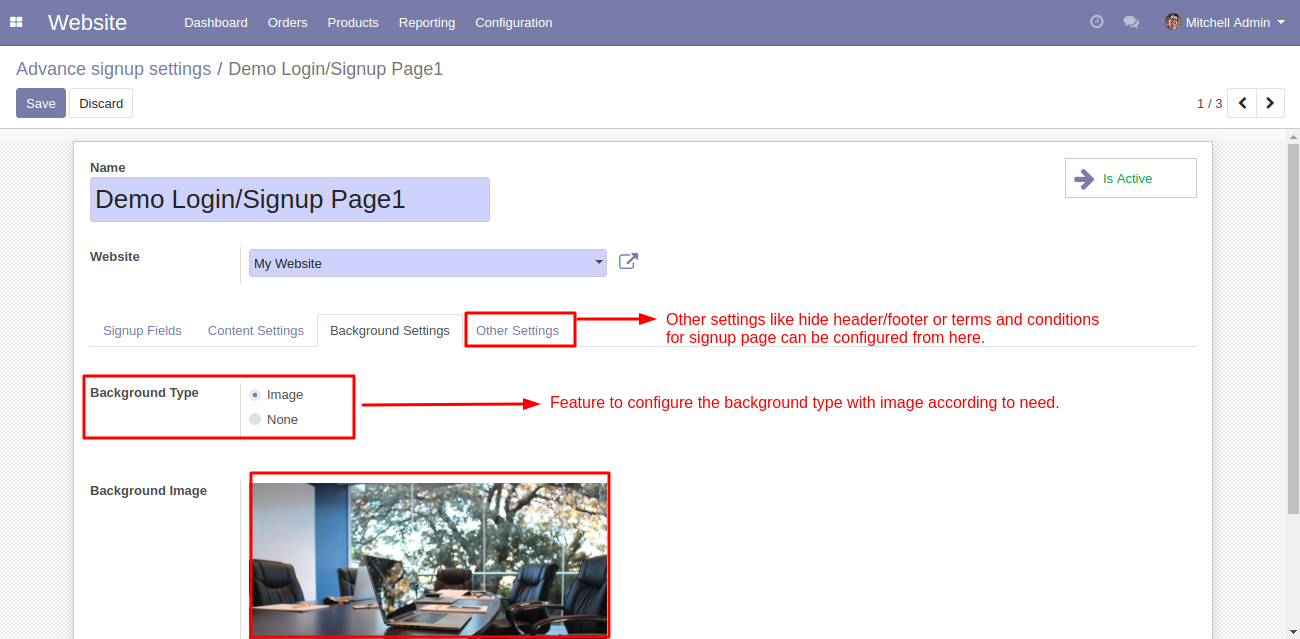 Website Dashboard Orders Products Reporting Configuration Mitchell Admin
Advance signup settings / Demo Login/Signup Page1
Save Discard 1 / 3
Name
Demo Login/Signup Page1
Is Active
Website My Website
Signup Fields Content Settings Background Settings Other Settings
Other settings like hide header/footer or terms and conditions
for signup page can be configured from here.
Background Type Image
None
Feature to configure the background type with image according to need.
Background Image